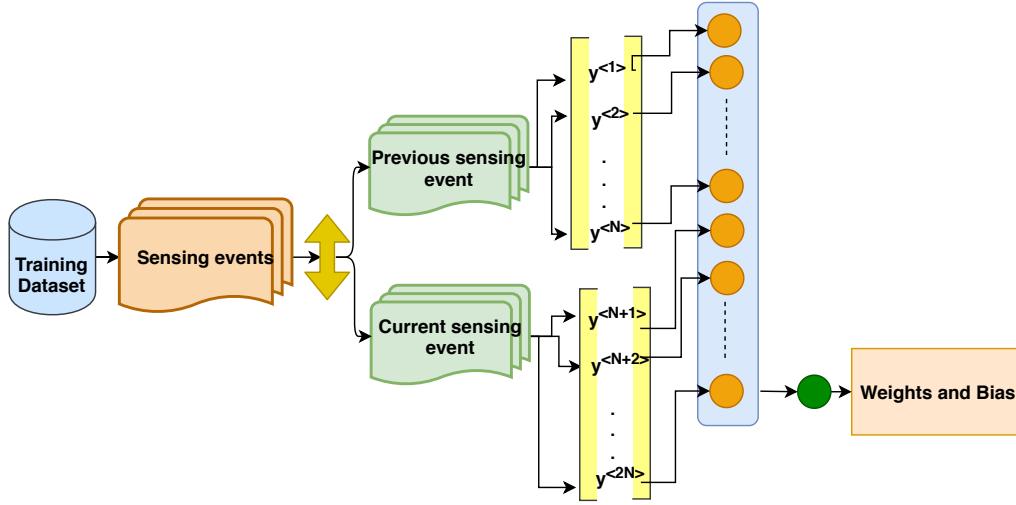 Training
Dataset
Sensing events
Previous sensing
event
y<1>
y<2>
.
.
.
y<N>
Current sensing
event
y<N+1>
y<N+2>
.
.
.
y<2N>
Weights and Bias